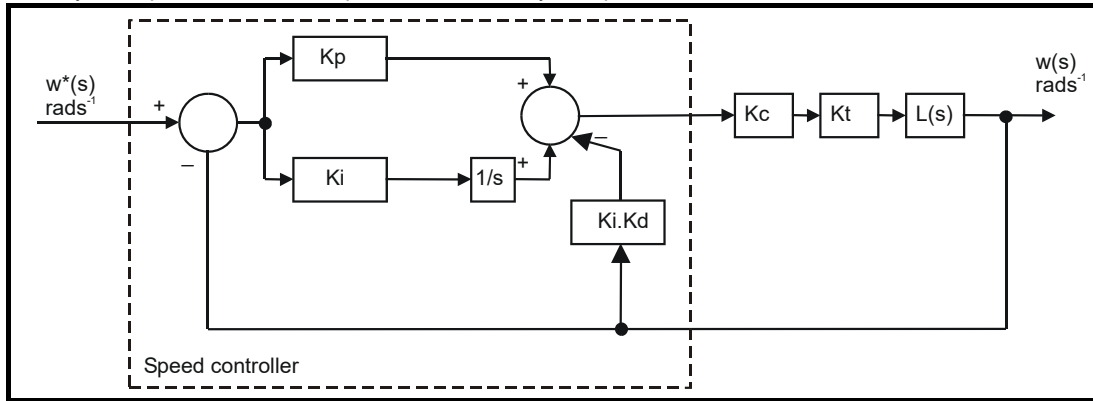 w*(s)
rads⁻¹
+
−
Kp
Ki
1/s
+
+
−
Ki.Kd
Kc
Kt
L(s)
w(s)
rads⁻¹
Speed controller